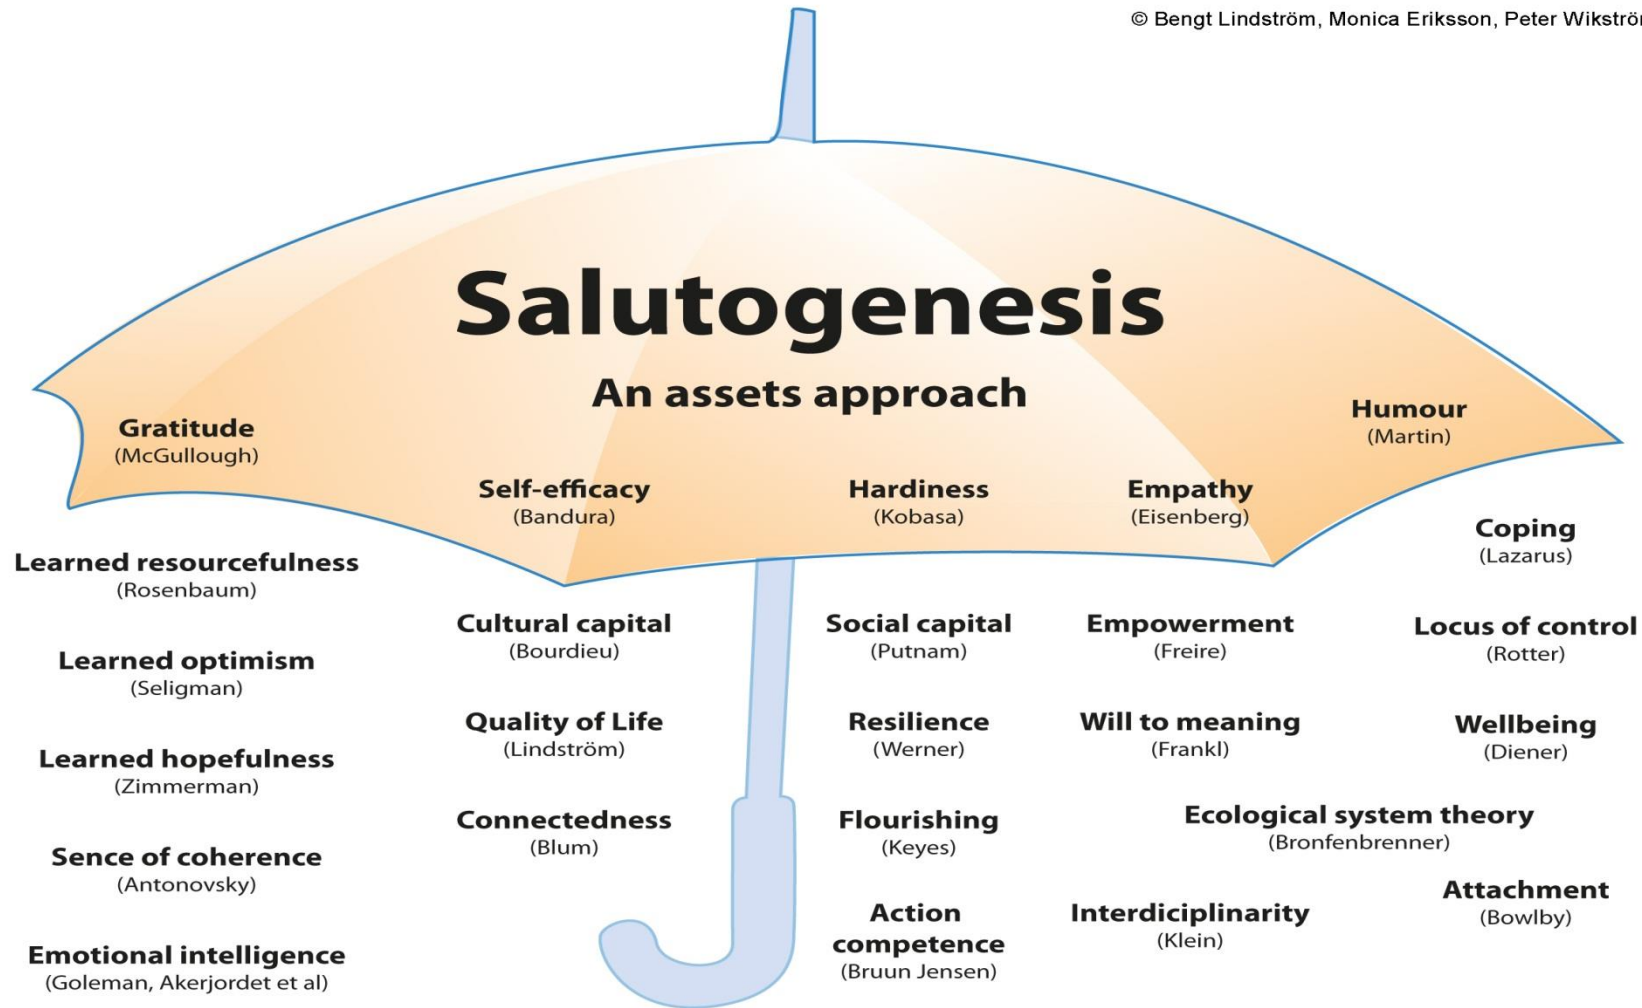 © Bengt Lindström, Monica Eriksson, Peter Wikström
Salutogenesis
An assets approach
Gratitude
(McGullough)
Humour
(Martin)
Self-efficacy
(Bandura)
Hardiness
(Kobasa)
Empathy
(Eisenberg)
Coping
(Lazarus)
Learned resourcefulness
(Rosenbaum)
Cultural capital
(Bourdieu)
Social capital
(Putnam)
Empowerment
(Freire)
Locus of control
(Rotter)
Learned optimism
(Seligman)
Quality of Life
(Lindström)
Resilience
(Werner)
Will to meaning
(Frankl)
Wellbeing
(Diener)
Learned hopefulness
(Zimmerman)
Connectedness
(Blum)
Flourishing
(Keyes)
Ecological system theory
(Bronfenbrenner)
Sence of coherence
(Antonovsky)
Attachment
(Bowlby)
Action
competence
(Bruun Jensen)
Interdiciplinarity
(Klein)
Emotional intelligence
(Goleman, Akerjordet et al)